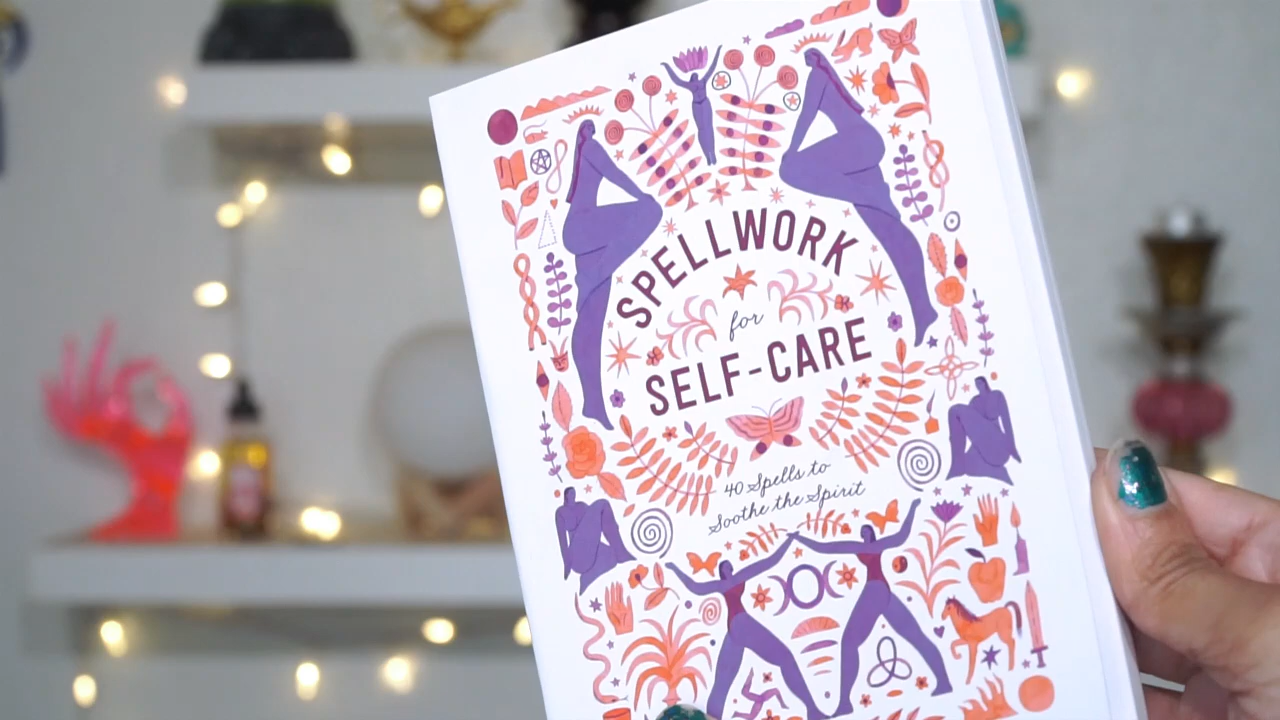 SPELLWORK
for
SELF-CARE
40 Spells to
Soothe the Spirit